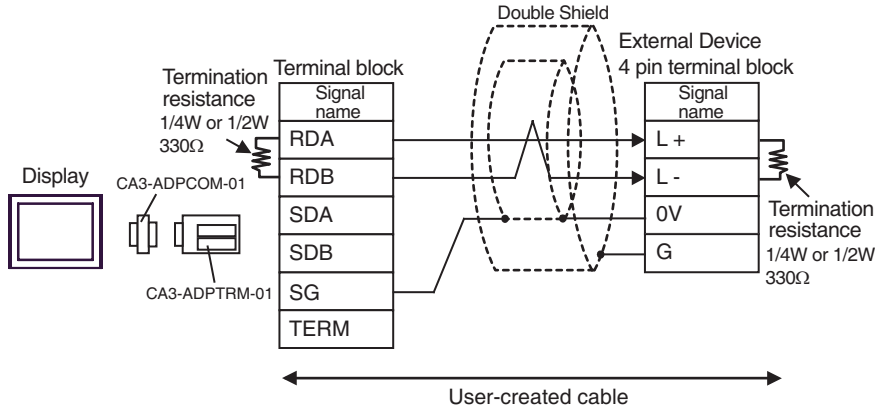 Double Shield
External Device
4 pin terminal block
Terminal block
Termination
resistance
1/4W or 1/2W
330Ω
Signal
name
Signal
name
RDA
L +
RDB
L -
Display
CA3-ADPCOM-01
SDA
0V
Termination
resistance
1/4W or 1/2W
330Ω
SDB
G
CA3-ADPTRM-01
SG
TERM
User-created cable